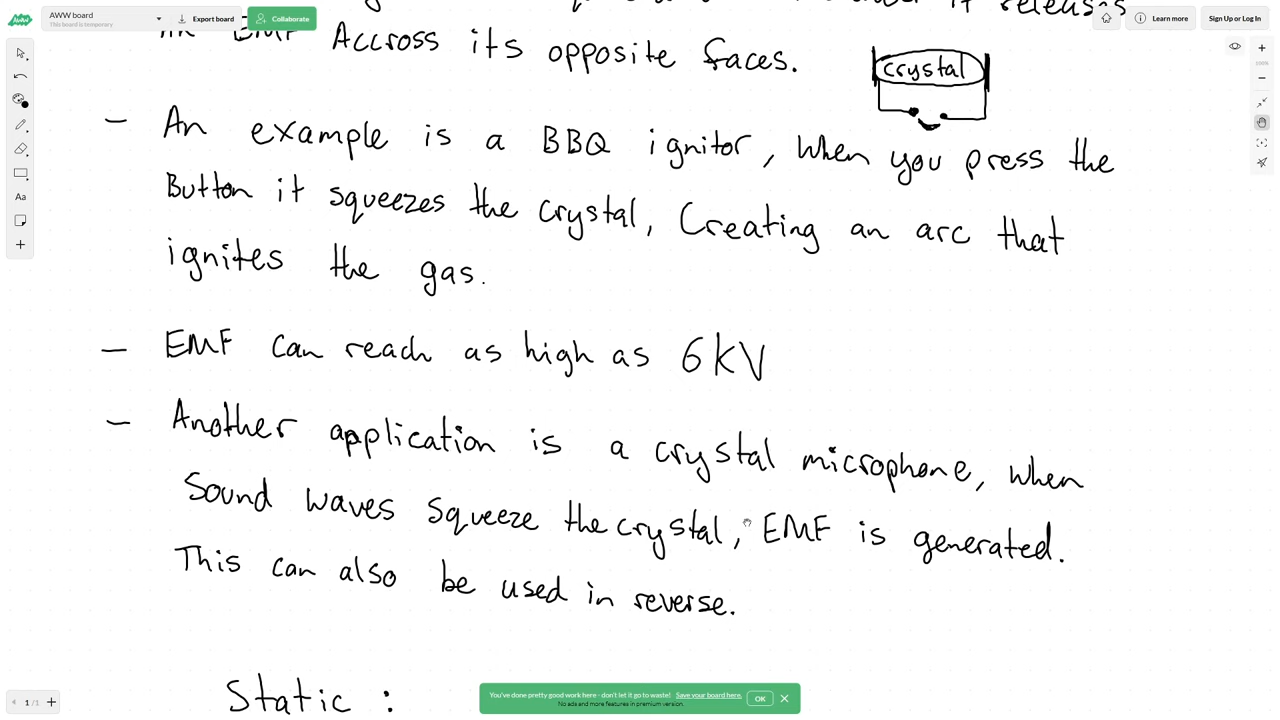 AWW board
This board is temporary
Export board
Collaborate
Learn more
Sign Up or Log In
it releases
an EMF Accross its opposite faces.
crystal
100%
- An example is a BBQ ignitor, when you press the
Button it squeezes the crystal, Creating an arc that
ignites the gas.
Aa
- EMF can reach as high as 6kV
- Another application is a crystal microphone, when
Sound waves squeeze the crystal, EMF is generated.
This can also be used in reverse.
Static :
You've done pretty good work here - don't let it go to waste! Save your board here.
No ads and more features in premium version.
OK
1 / 1